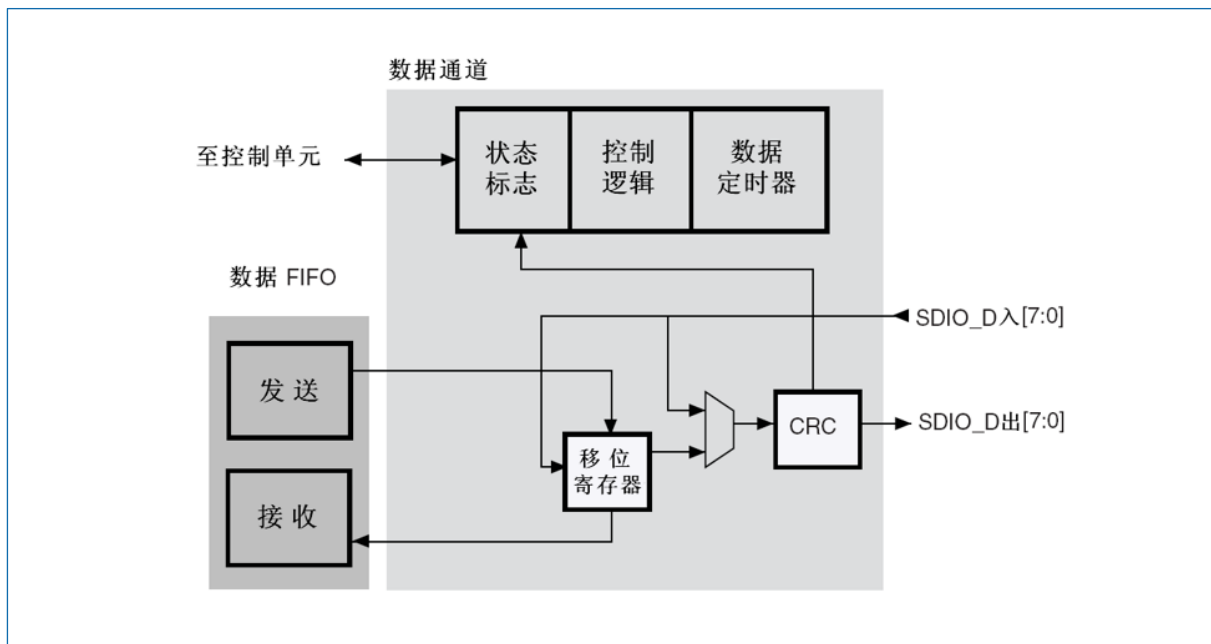 数据通道
至控制单元
状态
标志
控制
逻辑
数据
定时器
数据 FIFO
SDIO_D入[7:0]
发送
移位
寄存器
CRC
SDIO_D出[7:0]
接收